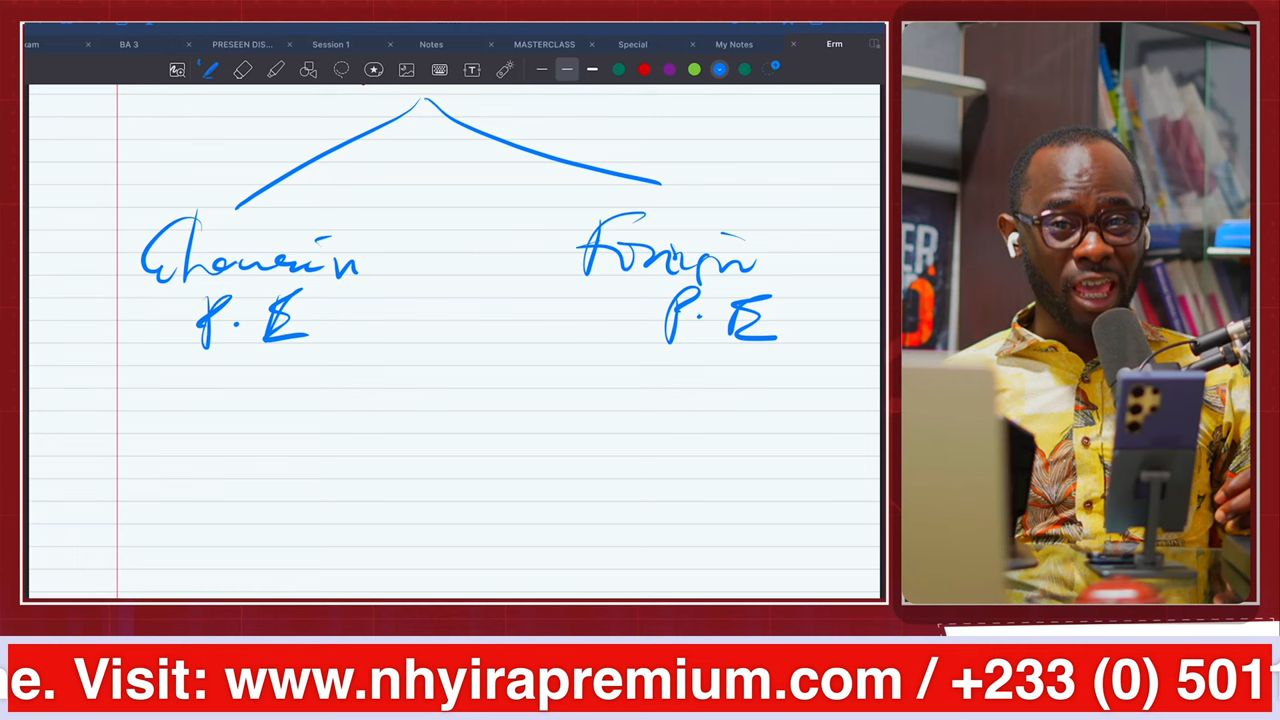 am
BA 3
PRESEEN DIS...
Session 1
Notes
MASTERCLASS
Special
My Notes
Erm
Ghanaian
P.E
Foreign
P.E
ER
e. Visit: www.nhyirapremium.com / +233 (0) 501